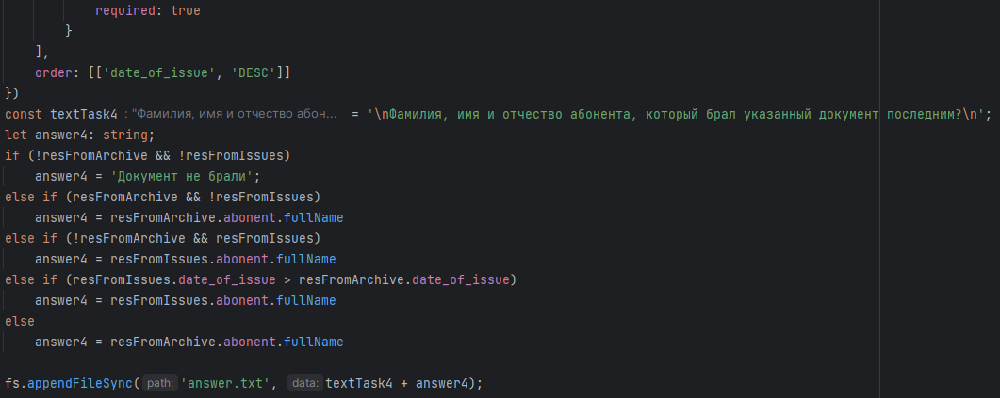 required: true
}
],
order: [['date_of_issue', 'DESC']]
})
const textTask4 : "Фамилия, имя и отчество абон... = '\nФамилия, имя и отчество абонента, который брал указанный документ последним?\n';
let answer4: string;
if (!resFromArchive && !resFromIssues)
answer4 = 'Документ не брали';
else if (resFromArchive && !resFromIssues)
answer4 = resFromArchive.abonent.fullName
else if (!resFromArchive && resFromIssues)
answer4 = resFromIssues.abonent.fullName
else if (resFromIssues.date_of_issue > resFromArchive.date_of_issue)
answer4 = resFromIssues.abonent.fullName
else
answer4 = resFromArchive.abonent.fullName
fs.appendFileSync( path: 'answer.txt', data: textTask4 + answer4);